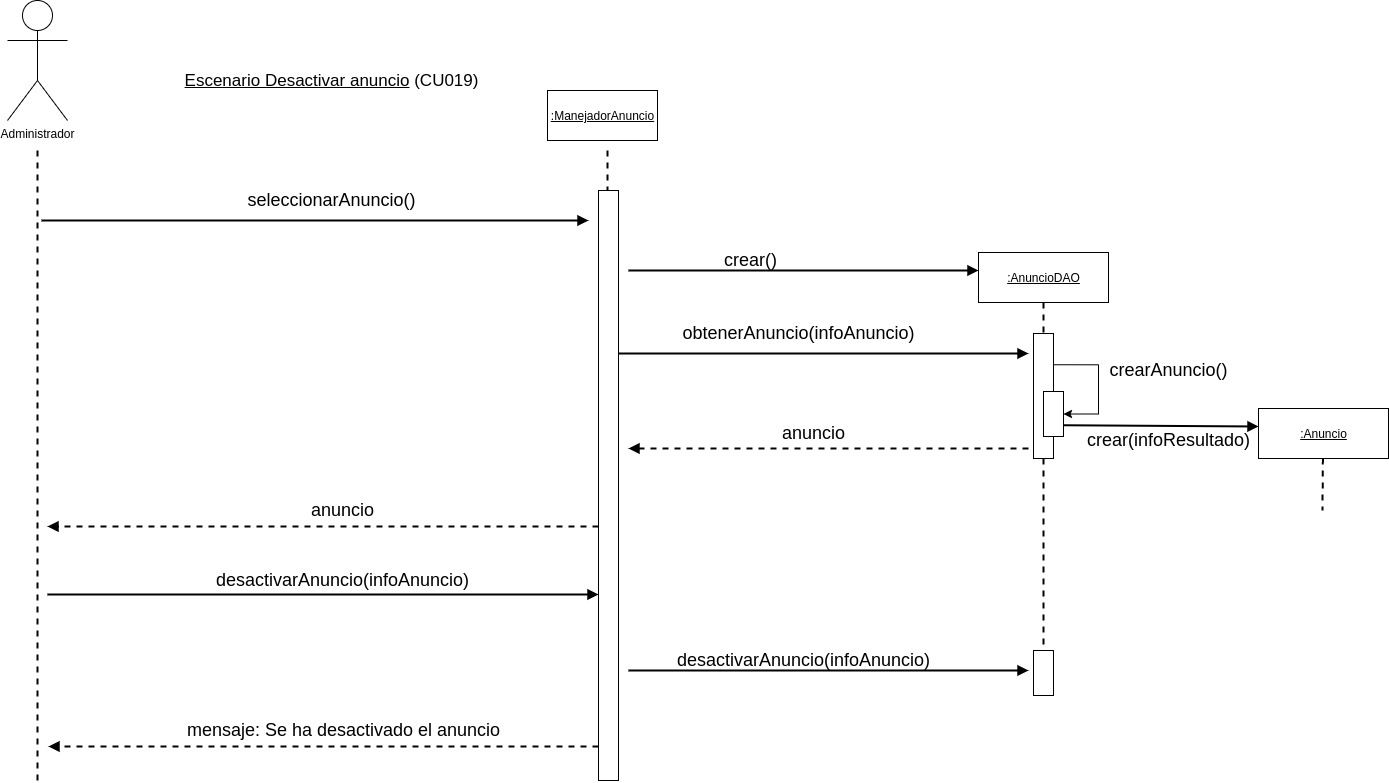 Escenario Desactivar anuncio (CU019)
:ManejadorAnuncio
Administrador
seleccionarAnuncio()
crear()
:AnuncioDAO
obtenerAnuncio(infoAnuncio)
crearAnuncio()
anuncio
crear(infoResultado)
:Anuncio
anuncio
desactivarAnuncio(infoAnuncio)
desactivarAnuncio(infoAnuncio)
mensaje: Se ha desactivado el anuncio